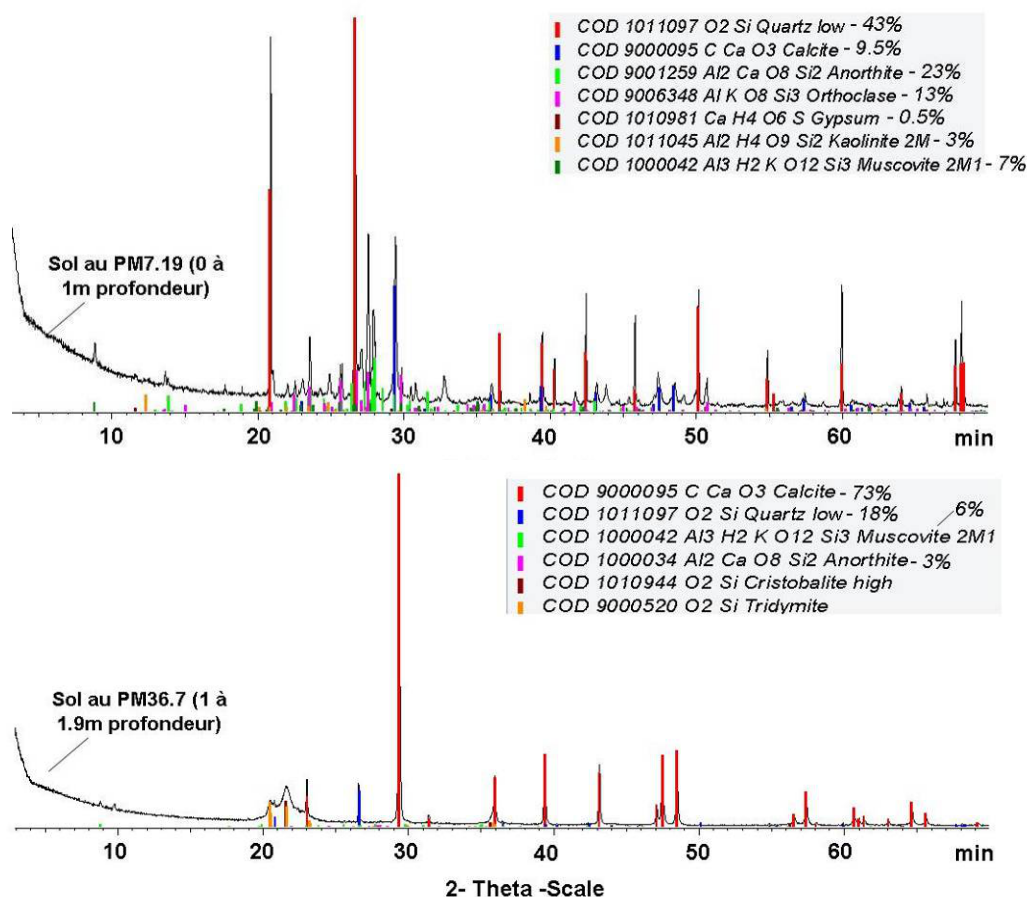 COD 1011097 O2 Si Quartz low - 43%
COD 9000095 C Ca O3 Calcite - 9.5%
COD 9001259 Al2 Ca O8 Si2 Anorthite - 23%
COD 9006348 Al K O8 Si3 Orthoclase - 13%
COD 1010981 Ca H4 O6 S Gypsum - 0.5%
COD 1011045 Al2 H4 O9 Si2 Kaolinite 2M - 3%
COD 1000042 Al3 H2 K O12 Si3 Muscovite 2M1 - 7%
Sol au PM7.19 (0 à
1m profondeur)
10 20 30 40 50 60 min
COD 9000095 C Ca O3 Calcite - 73%
COD 1011097 O2 Si Quartz low - 18% 6%
COD 1000042 Al3 H2 K O12 Si3 Muscovite 2M1
COD 1000034 Al2 Ca O8 Si2 Anorthite - 3%
COD 1010944 O2 Si Cristobalite high
COD 9000520 O2 Si Tridymite
Sol au PM36.7 (1 à
1.9m profondeur)
10 20 30 40 50 60 min
2- Theta -Scale